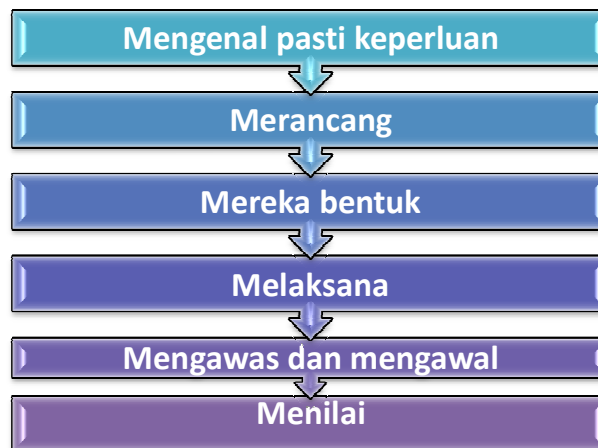 Mengenal pasti keperluan
Merancang
Mereka bentuk
Melaksana
Mengawas dan mengawal
Menilai